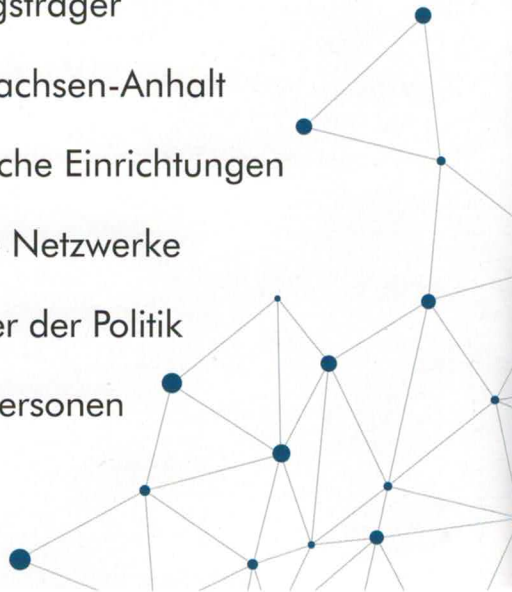 gsträger
achsen-Anhalt
che Einrichtungen
Netzwerke
er der Politik
ersonen